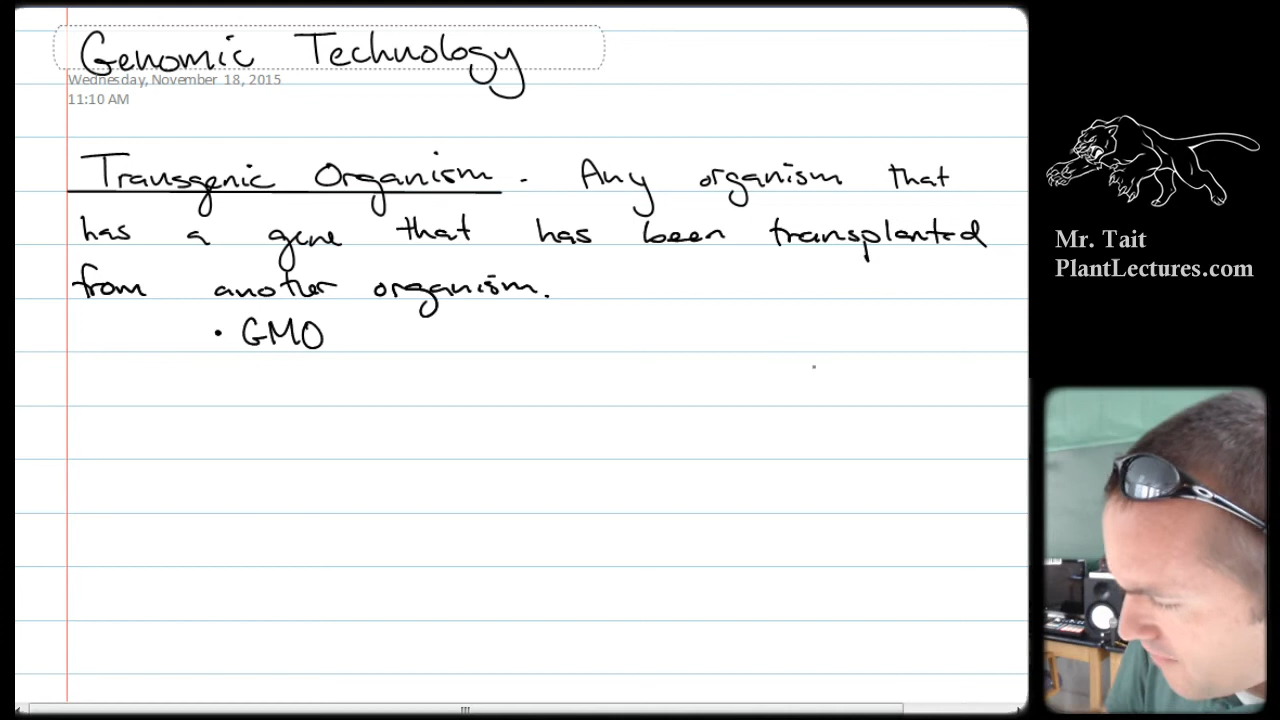 Genomic Technology
Wednesday, November 18, 2015
11:10 AM
Transgenic Organism - Any organism that
has a gene that has been transplanted
from another organism.
• GMO
Mr. Tait
PlantLectures.com